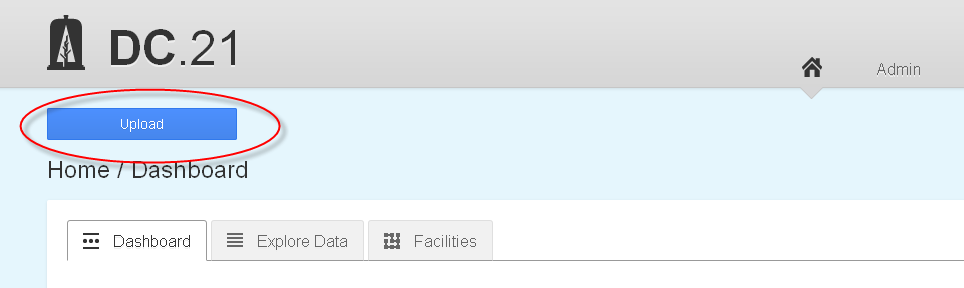 DC.21
Admin
Upload
Home / Dashboard
Dashboard Explore Data Facilities